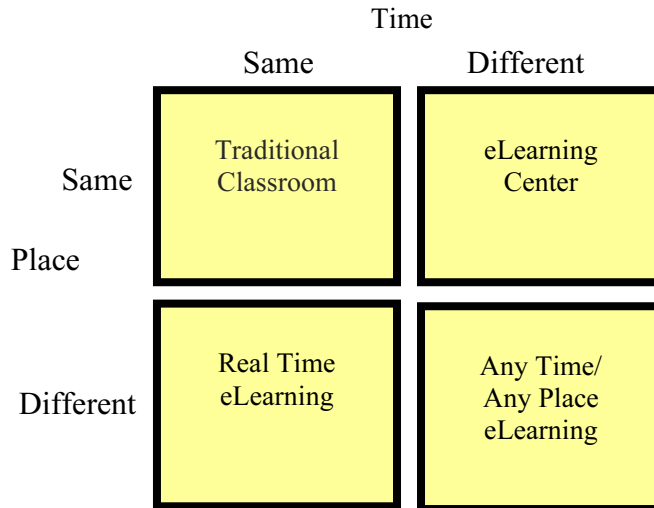 Time
Same
Different
Same
Traditional
Classroom
eLearning
Center
Place
Different
Real Time
eLearning
Any Time/
Any Place
eLearning